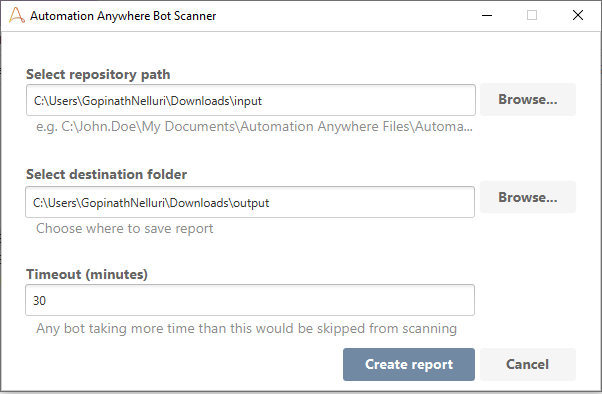 Automation Anywhere Bot Scanner
Select repository path
C:\Users\GopinathNelluri\Downloads\input
Browse...
e.g. C:\John.Doe\My Documents\Automation Anywhere Files\Automa...
Select destination folder
C:\Users\GopinathNelluri\Downloads\output
Browse...
Choose where to save report
Timeout (minutes)
30
Any bot taking more time than this would be skipped from scanning
Create report
Cancel